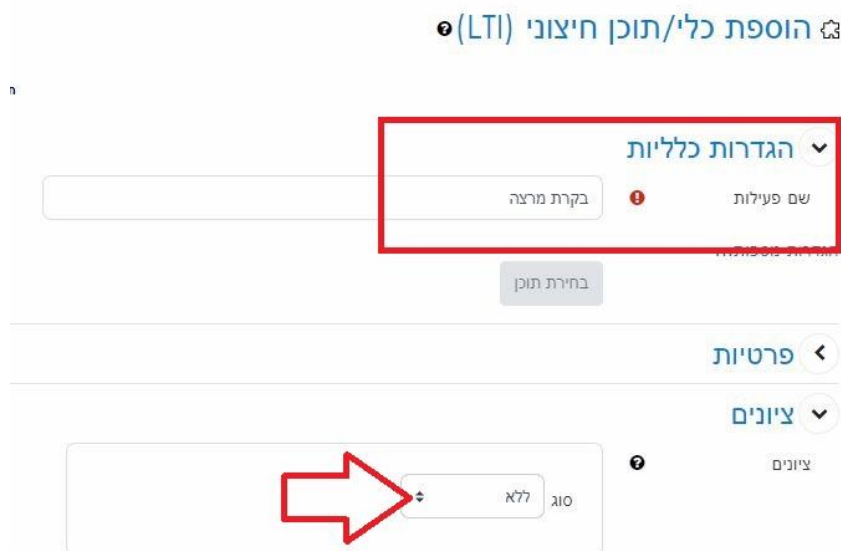 הוספת כלי/תוכן חיצוני (LTI)
הגדרות כלליות
שם פעילות
בקרת מרצה
בחירת תוכן
פרטיות
ציונים
ציונים
סוג ללא